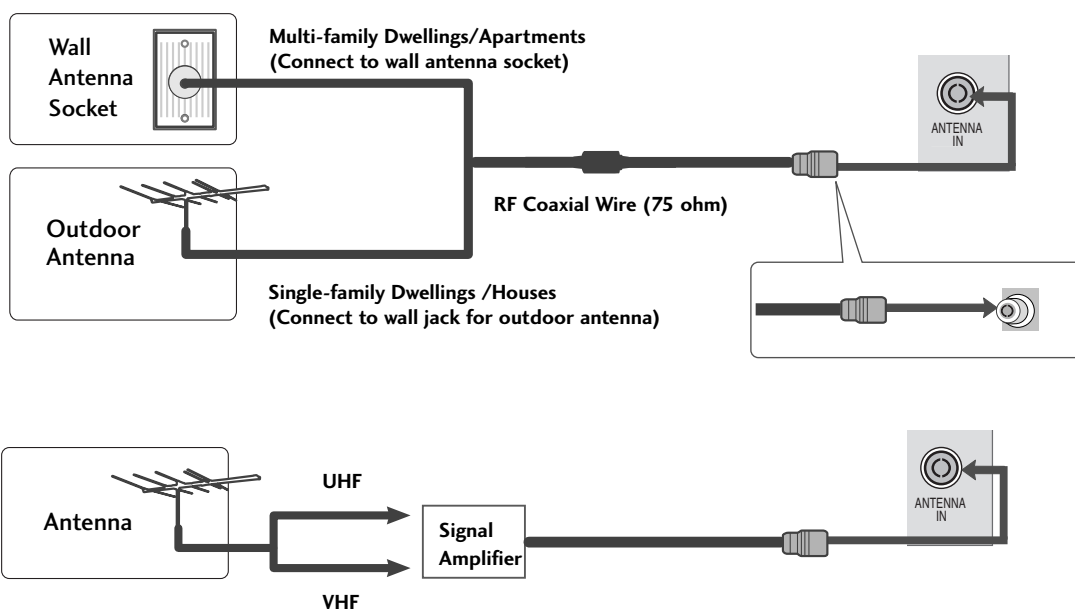 Wall
Antenna
Socket
Multi-family Dwellings/Apartments
(Connect to wall antenna socket)
ANTENNA
IN
RF Coaxial Wire (75 ohm)
Outdoor
Antenna
Single-family Dwellings /Houses
(Connect to wall jack for outdoor antenna)
Antenna
UHF
VHF
Signal
Amplifier
ANTENNA
IN